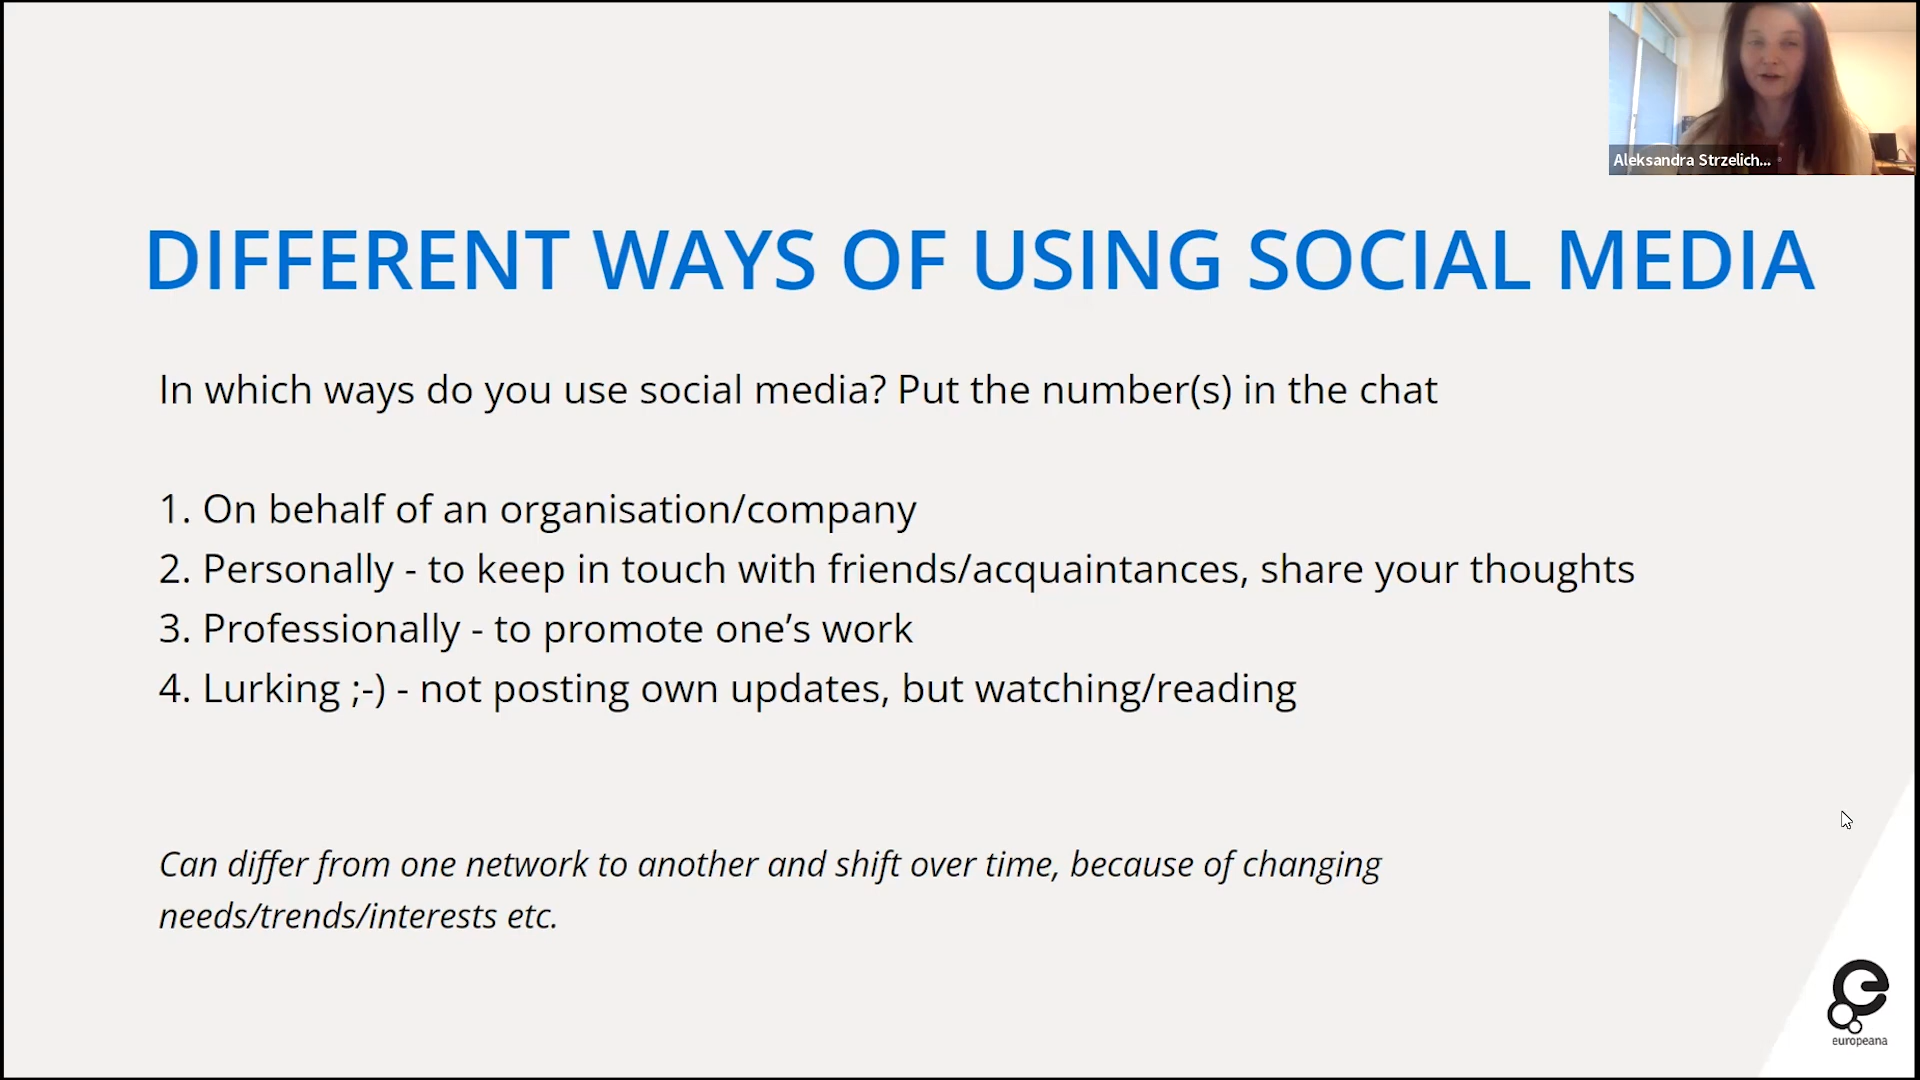 Aleksandra Strzelich...
DIFFERENT WAYS OF USING SOCIAL MEDIA
In which ways do you use social media? Put the number(s) in the chat
1. On behalf of an organisation/company
2. Personally - to keep in touch with friends/acquaintances, share your thoughts
3. Professionally - to promote one’s work
4. Lurking ;-) - not posting own updates, but watching/reading
Can differ from one network to another and shift over time, because of changing
needs/trends/interests etc.
europeana